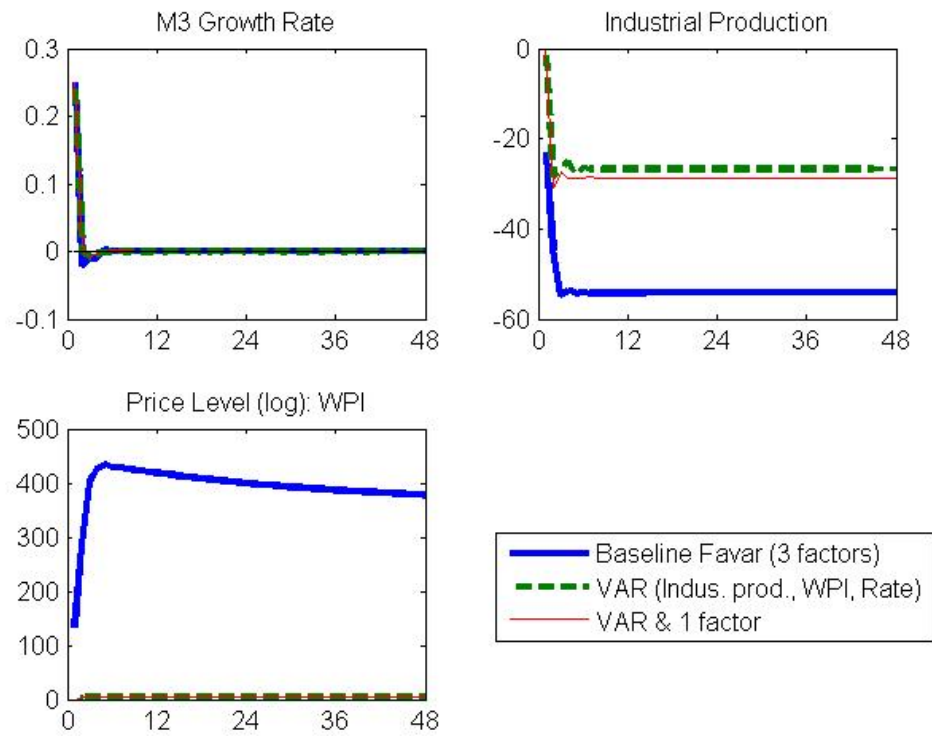 M3 Growth Rate
0.3
0.2
0.1
0
-0.1
0 12 24 36 48
Industrial Production
0
-20
-40
-60
0 12 24 36 48
Price Level (log): WPI
500
400
300
200
100
0
0 12 24 36 48
Baseline Favar (3 factors)
VAR (Indus. prod., WPI, Rate)
VAR & 1 factor